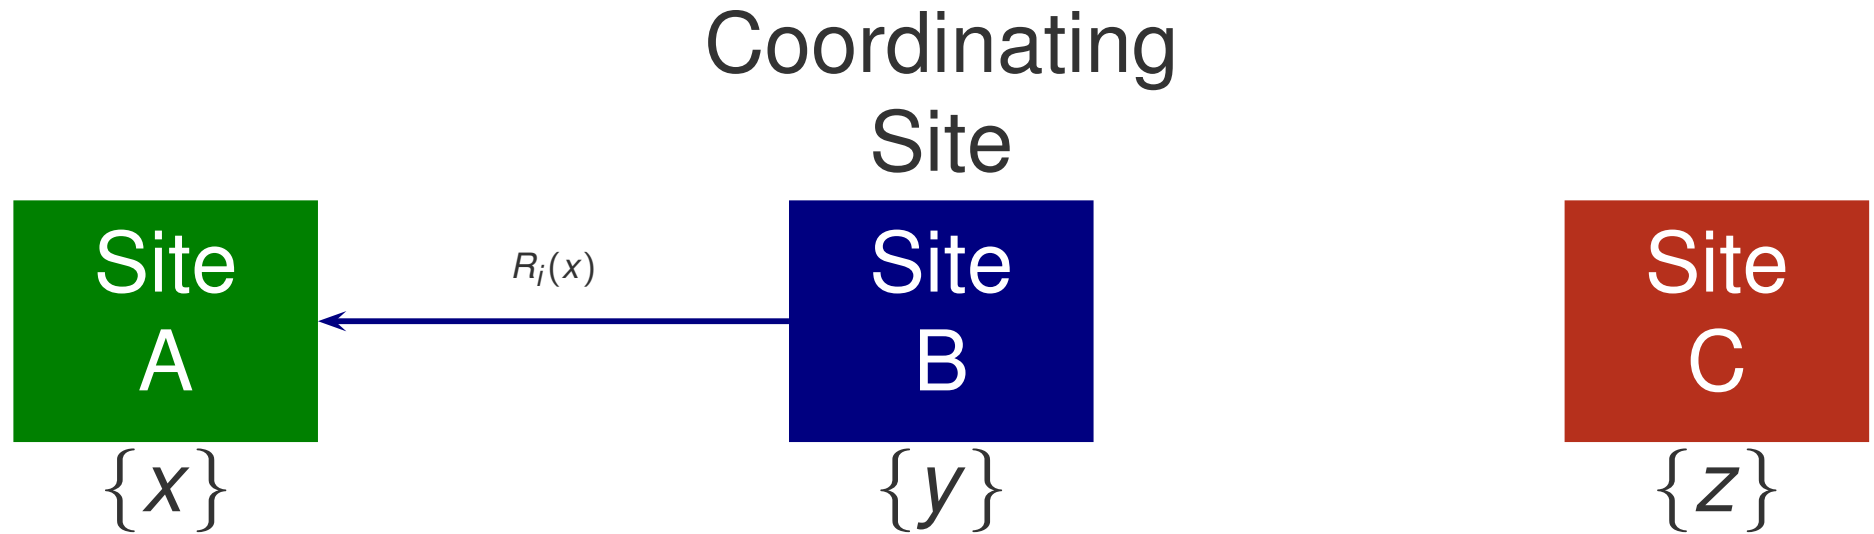 Coordinating
Site
Site
A
R_i(x)
Site
B
Site
C
{x}
{y}
{z}